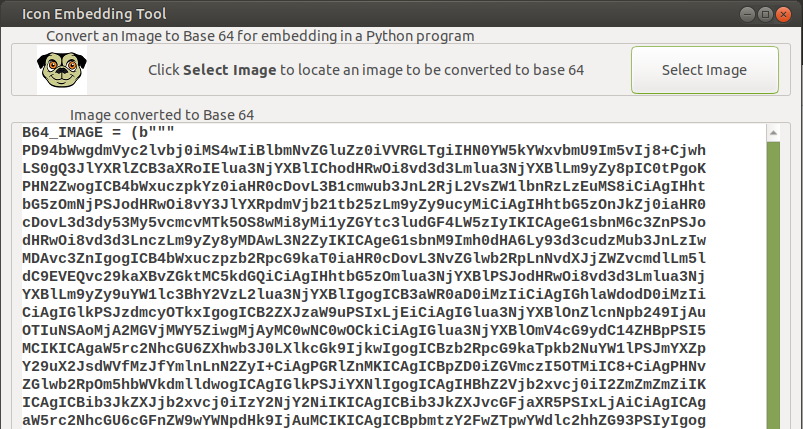 Icon Embedding Tool
Convert an Image to Base 64 for embedding in a Python program
Click Select Image to locate an image to be converted to base 64
Select Image
Image converted to Base 64
B64_IMAGE = (b"""
PD94bWwgdmVyc2lvbj0iMS4wIiBlbmNvZGluZz0iVVRGLTgiIHN0YW5kYWxvbmU9Im5vIj8+Cjwh
LS0gQ3JlYXRlZCB3aXRoIElua3NjYXBlIChodHRwOi8vd3d3Lmlua3NjYXBlLm9yZy8pIC0tPgoK
PHN2ZwogICB4bWxuczpkYz0iaHR0cDovL3B1cmwub3JnL2RjL2VsZW1lbnRzLzEuMS8iCiAgIHht
bG5zOmNjPSJodHRwOi8vY3JlYXRpdmVjb21tb25zLm9yZy9ucyMiCiAgIHhtbG5zOnJkZj0iaHR0
cDovL3d3dy53My5vcmcvMTk5OS8wMi8yMi1yZGYtc3ludGF4LW5zIyIKICAgeG1sbnM6c3ZnPSJo
dHRwOi8vd3d3LnczLm9yZy8yMDAwL3N2ZyIKICAgeG1sbnM9Imh0dHA6Ly93d3cudzMub3JnLzIw
MDAvc3ZnIgogICB4bWxuczpzb2RpcG9kaT0iaHR0cDovL3NvZGlwb2RpLnNvdXJjZWZvcmdlLm5l
dC9EVEQvc29kaXBvZGktMC5kdGQiCiAgIHhtbG5zOmlua3NjYXBlPSJodHRwOi8vd3d3Lmlua3Nj
YXBlLm9yZy9uYW1lc3BhY2VzL2lua3NjYXBlIgogICB3aWR0aD0iMzIiCiAgIGhlaWdodD0iMzIi
CiAgIGlkPSJzdmcyOTkxIgogICB2ZXJzaW9uPSIxLjEiCiAgIGlua3NjYXBlOnZlcnNpb249IjAu
OTIuNSAoMjA2MGVjMWY5ZiwgMjAyMC0wNC0wOCkiCiAgIGlua3NjYXBlOmV4cG9ydC14ZHBpPSI5
MCIKICAgaW5rc2NhcGU6ZXhwb3J0LXlkcGk9IjkwIgogICBzb2RpcG9kaTpkb2NuYW1lPSJmYXZp
Y29uX2JsdWVfMzJfYmlnLnN2ZyI+CiAgPGRlZnMKICAgICBpZD0iZGVmczI5OTMiIC8+CiAgPHNv
ZGlwb2RpOm5hbWVkdmlldwogICAgIGlkPSJiYXNlIgogICAgIHBhZ2Vjb2xvcj0iI2ZmZmZmZiIK
ICAgICBib3JkZXJjb2xvcj0iIzY2NjY2NiIKICAgICBib3JkZXJvcGFjaXR5PSIxLjAiCiAgICAg
aW5rc2NhcGU6cGFnZW9wYWNpdHk9IjAuMCIKICAgICBpbmtzY2FwZTpwYWdlc2hhZG93PSIyIgog